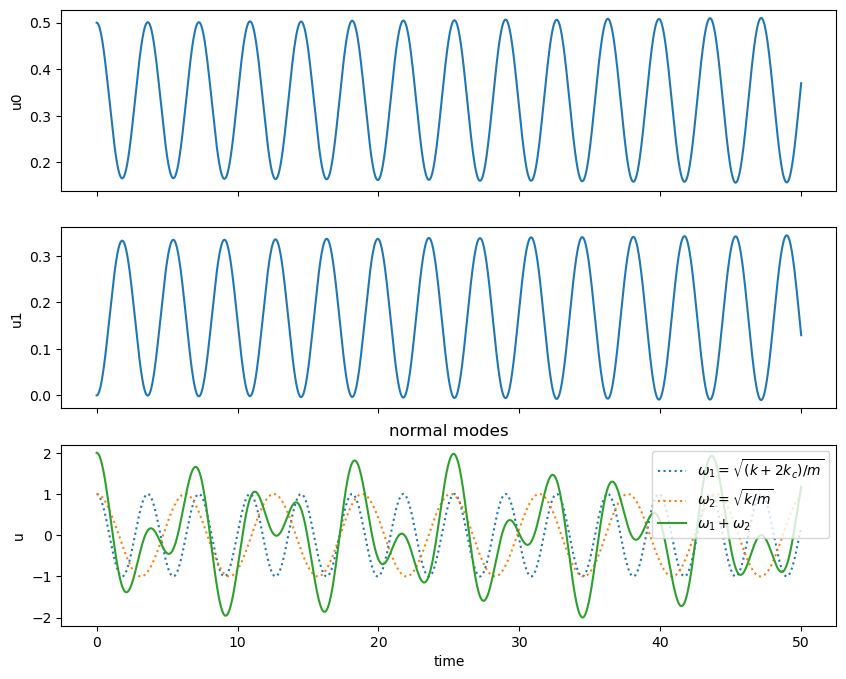 0.5
0.4
0.3
0.2
u0
0.3
0.2
0.1
0.0
u1
normal modes
2
1
0
−1
−2
u
ω₁ = √(k + 2k_c)/m
ω₂ = √k/m
ω₁ + ω₂
0 10 20 30 40 50
time